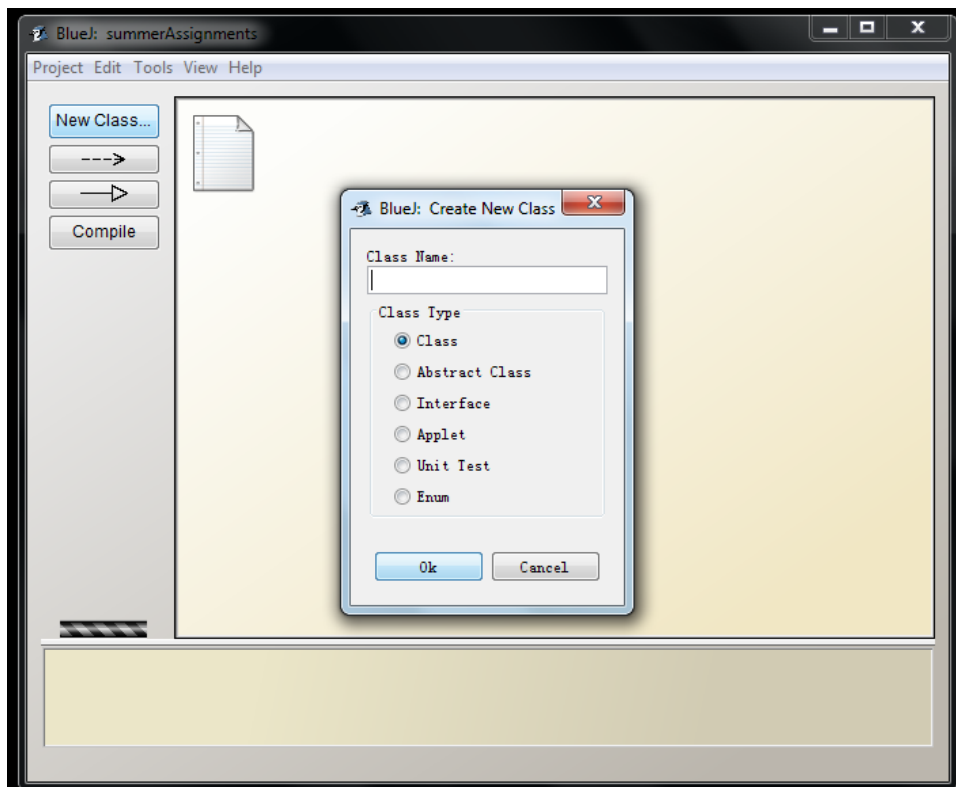 BlueJ: summerAssignments
Project Edit Tools View Help
New Class...
Compile
BlueJ: Create New Class
Class Name:
Class Type
Class
Abstract Class
Interface
Applet
Unit Test
Enum
Ok
Cancel